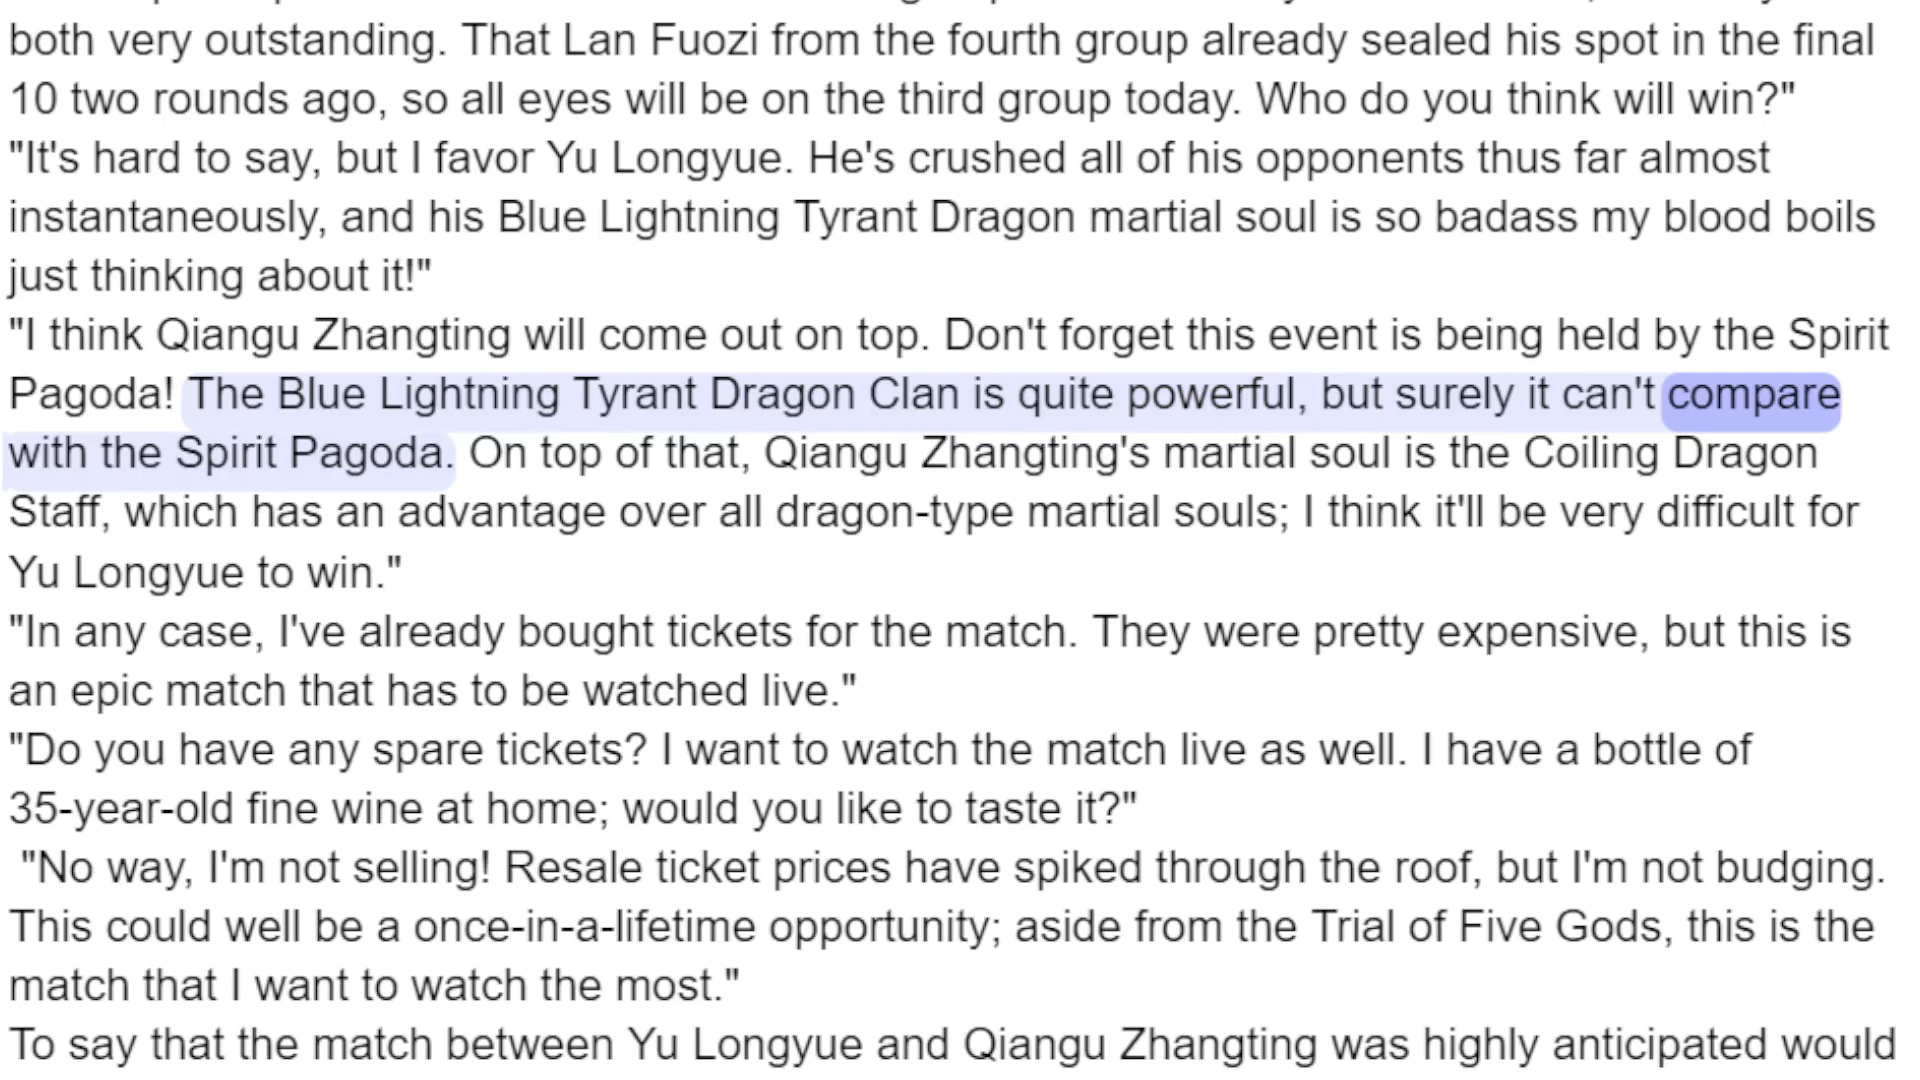 both very outstanding. That Lan Fuozi from the fourth group already sealed his spot in the final
10 two rounds ago, so all eyes will be on the third group today. Who do you think will win?"
"It's hard to say, but I favor Yu Longyue. He's crushed all of his opponents thus far almost
instantaneously, and his Blue Lightning Tyrant Dragon martial soul is so badass my blood boils
just thinking about it!"
"I think Qiangu Zhangting will come out on top. Don't forget this event is being held by the Spirit
Pagoda! The Blue Lightning Tyrant Dragon Clan is quite powerful, but surely it can't compare
with the Spirit Pagoda. On top of that, Qiangu Zhangting's martial soul is the Coiling Dragon
Staff, which has an advantage over all dragon-type martial souls; I think it'll be very difficult for
Yu Longyue to win."
"In any case, I've already bought tickets for the match. They were pretty expensive, but this is
an epic match that has to be watched live."
"Do you have any spare tickets? I want to watch the match live as well. I have a bottle of
35-year-old fine wine at home; would you like to taste it?"
"No way, I'm not selling! Resale ticket prices have spiked through the roof, but I'm not budging.
This could well be a once-in-a-lifetime opportunity; aside from the Trial of Five Gods, this is the
match that I want to watch the most."
To say that the match between Yu Longyue and Qiangu Zhangting was highly anticipated would